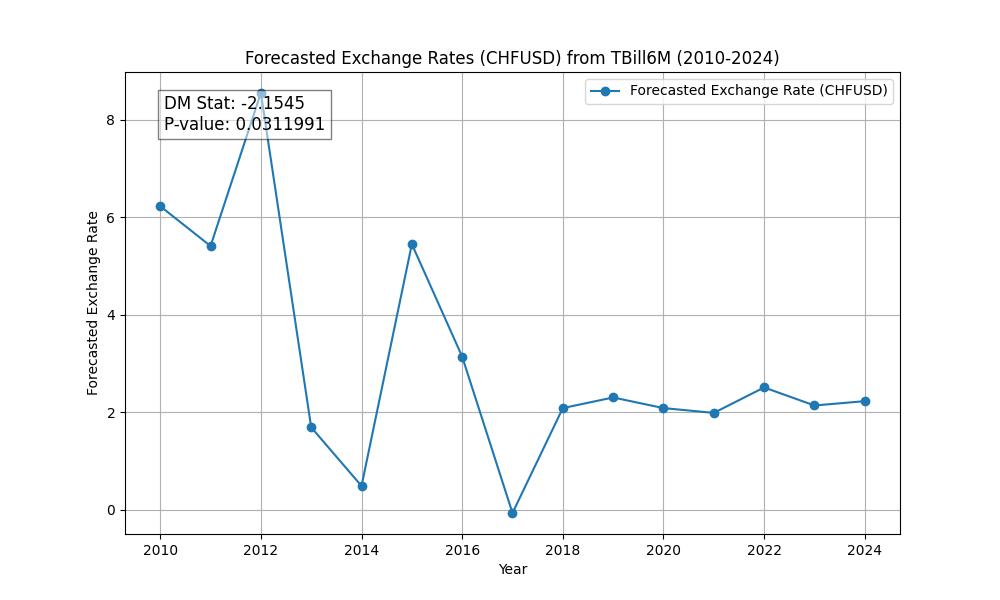 Forecasted Exchange Rates (CHFUSD) from TBill6M (2010-2024)
DM Stat: -2.1545
P-value: 0.0311991
Forecasted Exchange Rate (CHFUSD)
Forecasted Exchange Rate
8
6
4
2
0
2010 2012 2014 2016 2018 2020 2022 2024
Year